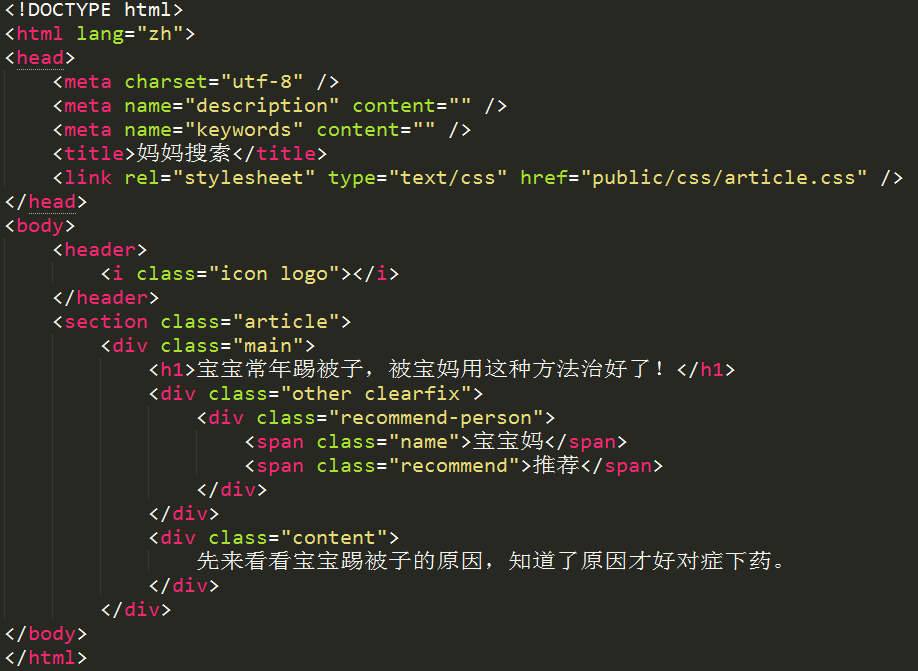 <!DOCTYPE html>
<html lang="zh">
<head>
    <meta charset="utf-8" />
    <meta name="description" content="" />
    <meta name="keywords" content="" />
    <title>妈妈搜索</title>
    <link rel="stylesheet" type="text/css" href="public/css/article.css" />
</head>
<body>
    <header>
        <i class="icon logo"></i>
    </header>
    <section class="article">
        <div class="main">
            <h1>宝宝常年踢被子，被宝妈用这种方法治好了！</h1>
            <div class="other clearfix">
                <div class="recommend-person">
                    <span class="name">宝宝妈</span>
                    <span class="recommend">推荐</span>
                </div>
            </div>
            <div class="content">
                先来看看宝宝踢被子的原因，知道了原因才好对症下药。
            </div>
        </div>
</body>
</html>